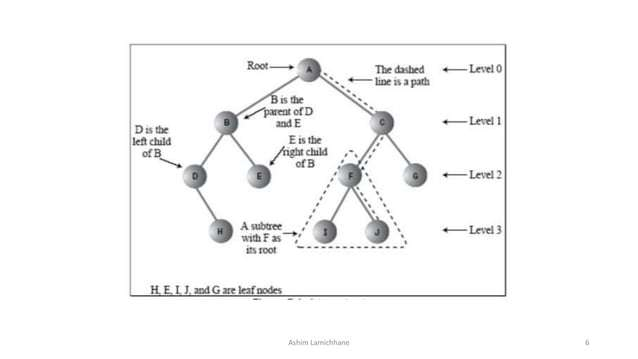 Root
A
The dashed
line is a path
Level 0
B is the
parent of D
and E
B
C
Level 1
D is the
left child
of B
E is the
right child
of B
D
E
F
G
Level 2
H
A subtree
with F as
its root
I
J
Level 3
H, E, I, J, and G are leaf nodes
Ashim Lamichhane
6